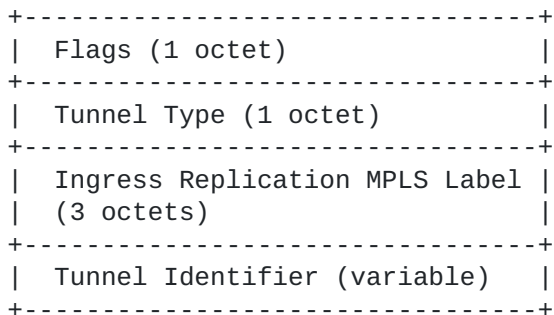 +---------------------------------+
|  Flags (1 octet)                |
+---------------------------------+
|  Tunnel Type (1 octet)          |
+---------------------------------+
|  Ingress Replication MPLS Label |
|  (3 octets)                     |
+---------------------------------+
|  Tunnel Identifier (variable)   |
+---------------------------------+